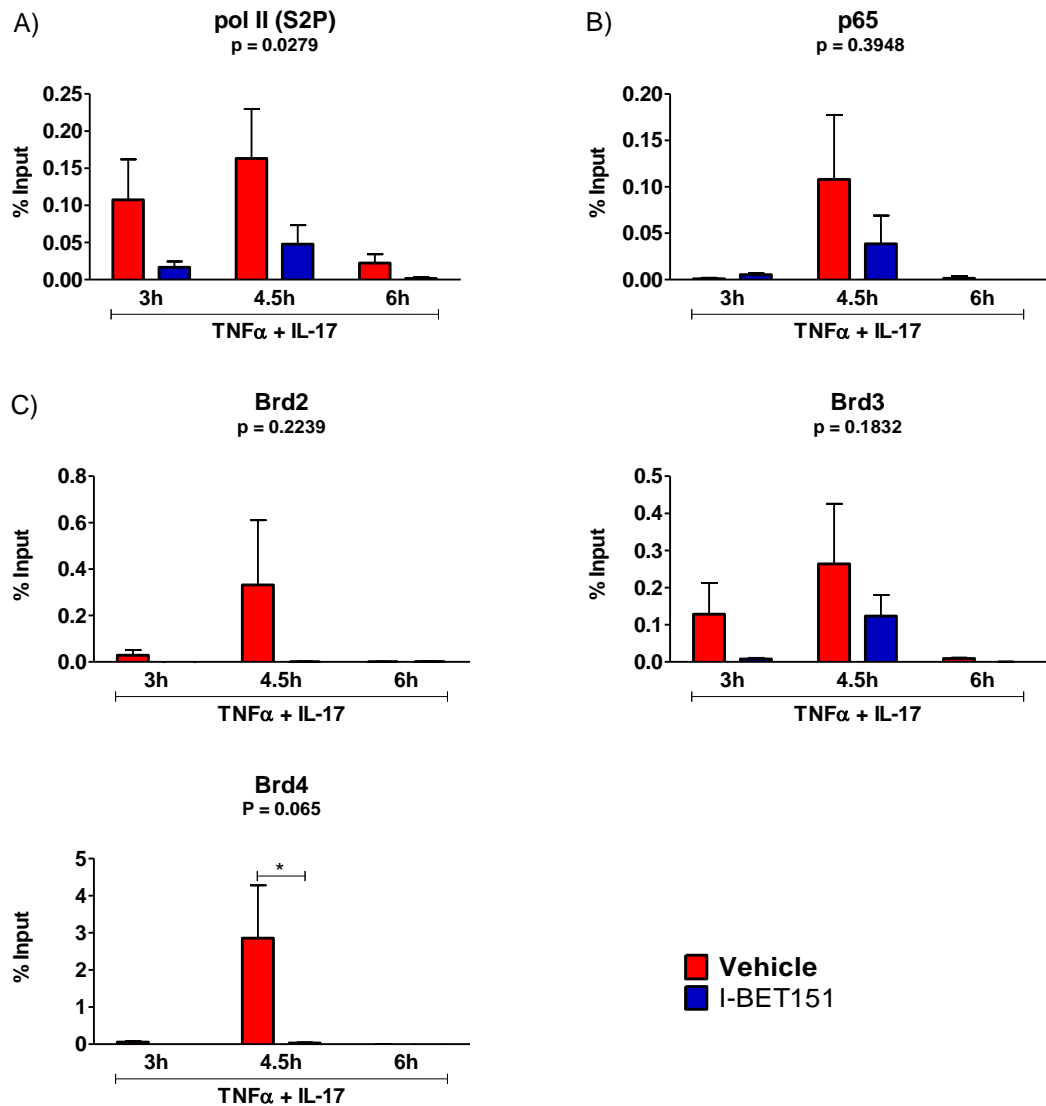 A)
pol II (S2P)
p = 0.0279
% Input
0.25
0.20
0.15
0.10
0.05
0.00
3h 4.5h 6h
TNFα + IL-17
B)
p65
p = 0.3948
% Input
0.20
0.15
0.10
0.05
0.00
3h 4.5h 6h
TNFα + IL-17
C)
Brd2
p = 0.2239
% Input
0.8
0.6
0.4
0.2
0.0
3h 4.5h 6h
TNFα + IL-17
Brd3
p = 0.1832
% Input
0.5
0.4
0.3
0.2
0.1
0.0
3h 4.5h 6h
TNFα + IL-17
Brd4
P = 0.065
% Input
5
4
3
2
1
0
*
3h 4.5h 6h
TNFα + IL-17
Vehicle
I-BET151